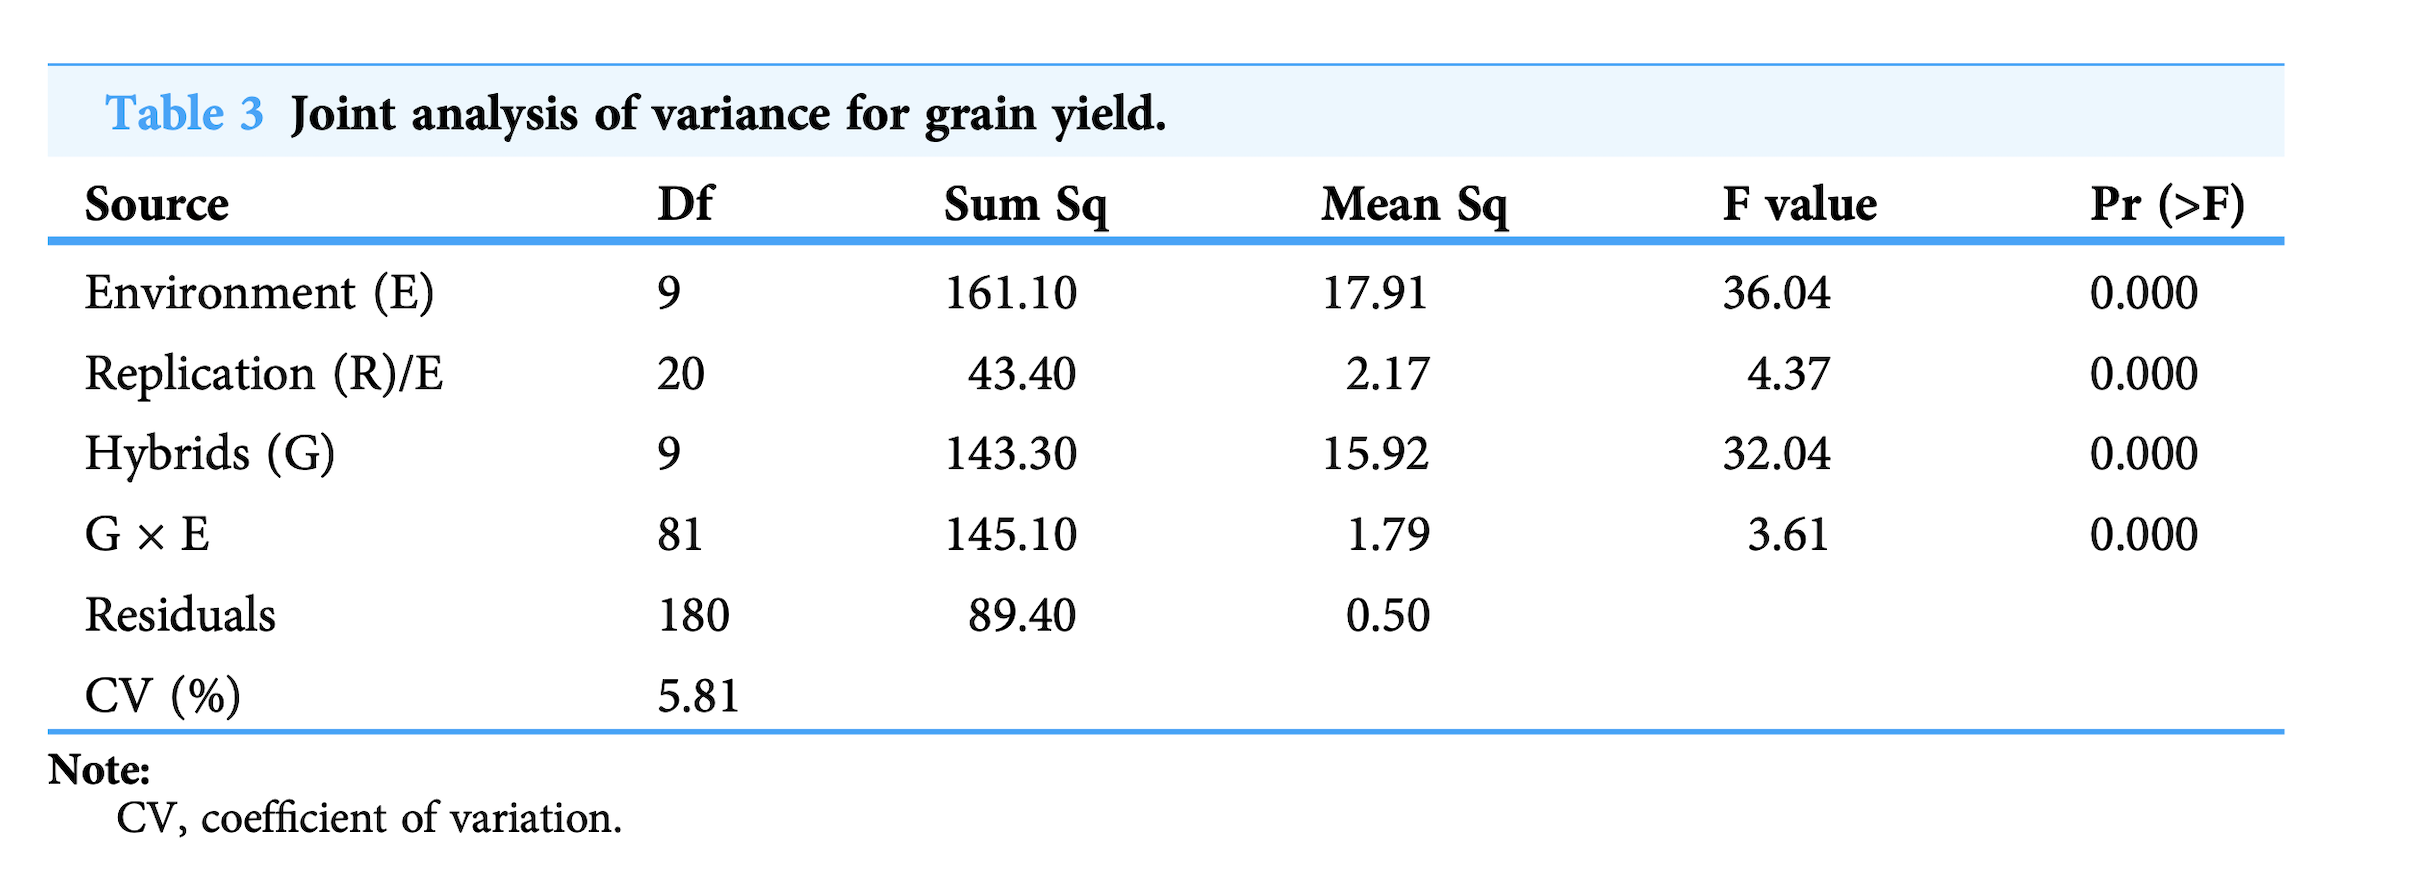 Table 3 Joint analysis of variance for grain yield.
Source Df Sum Sq Mean Sq F value Pr (>F)
Environment (E) 9 161.10 17.91 36.04 0.000
Replication (R)/E 20 43.40 2.17 4.37 0.000
Hybrids (G) 9 143.30 15.92 32.04 0.000
G × E 81 145.10 1.79 3.61 0.000
Residuals 180 89.40 0.50
CV (%) 5.81
Note:
CV, coefficient of variation.